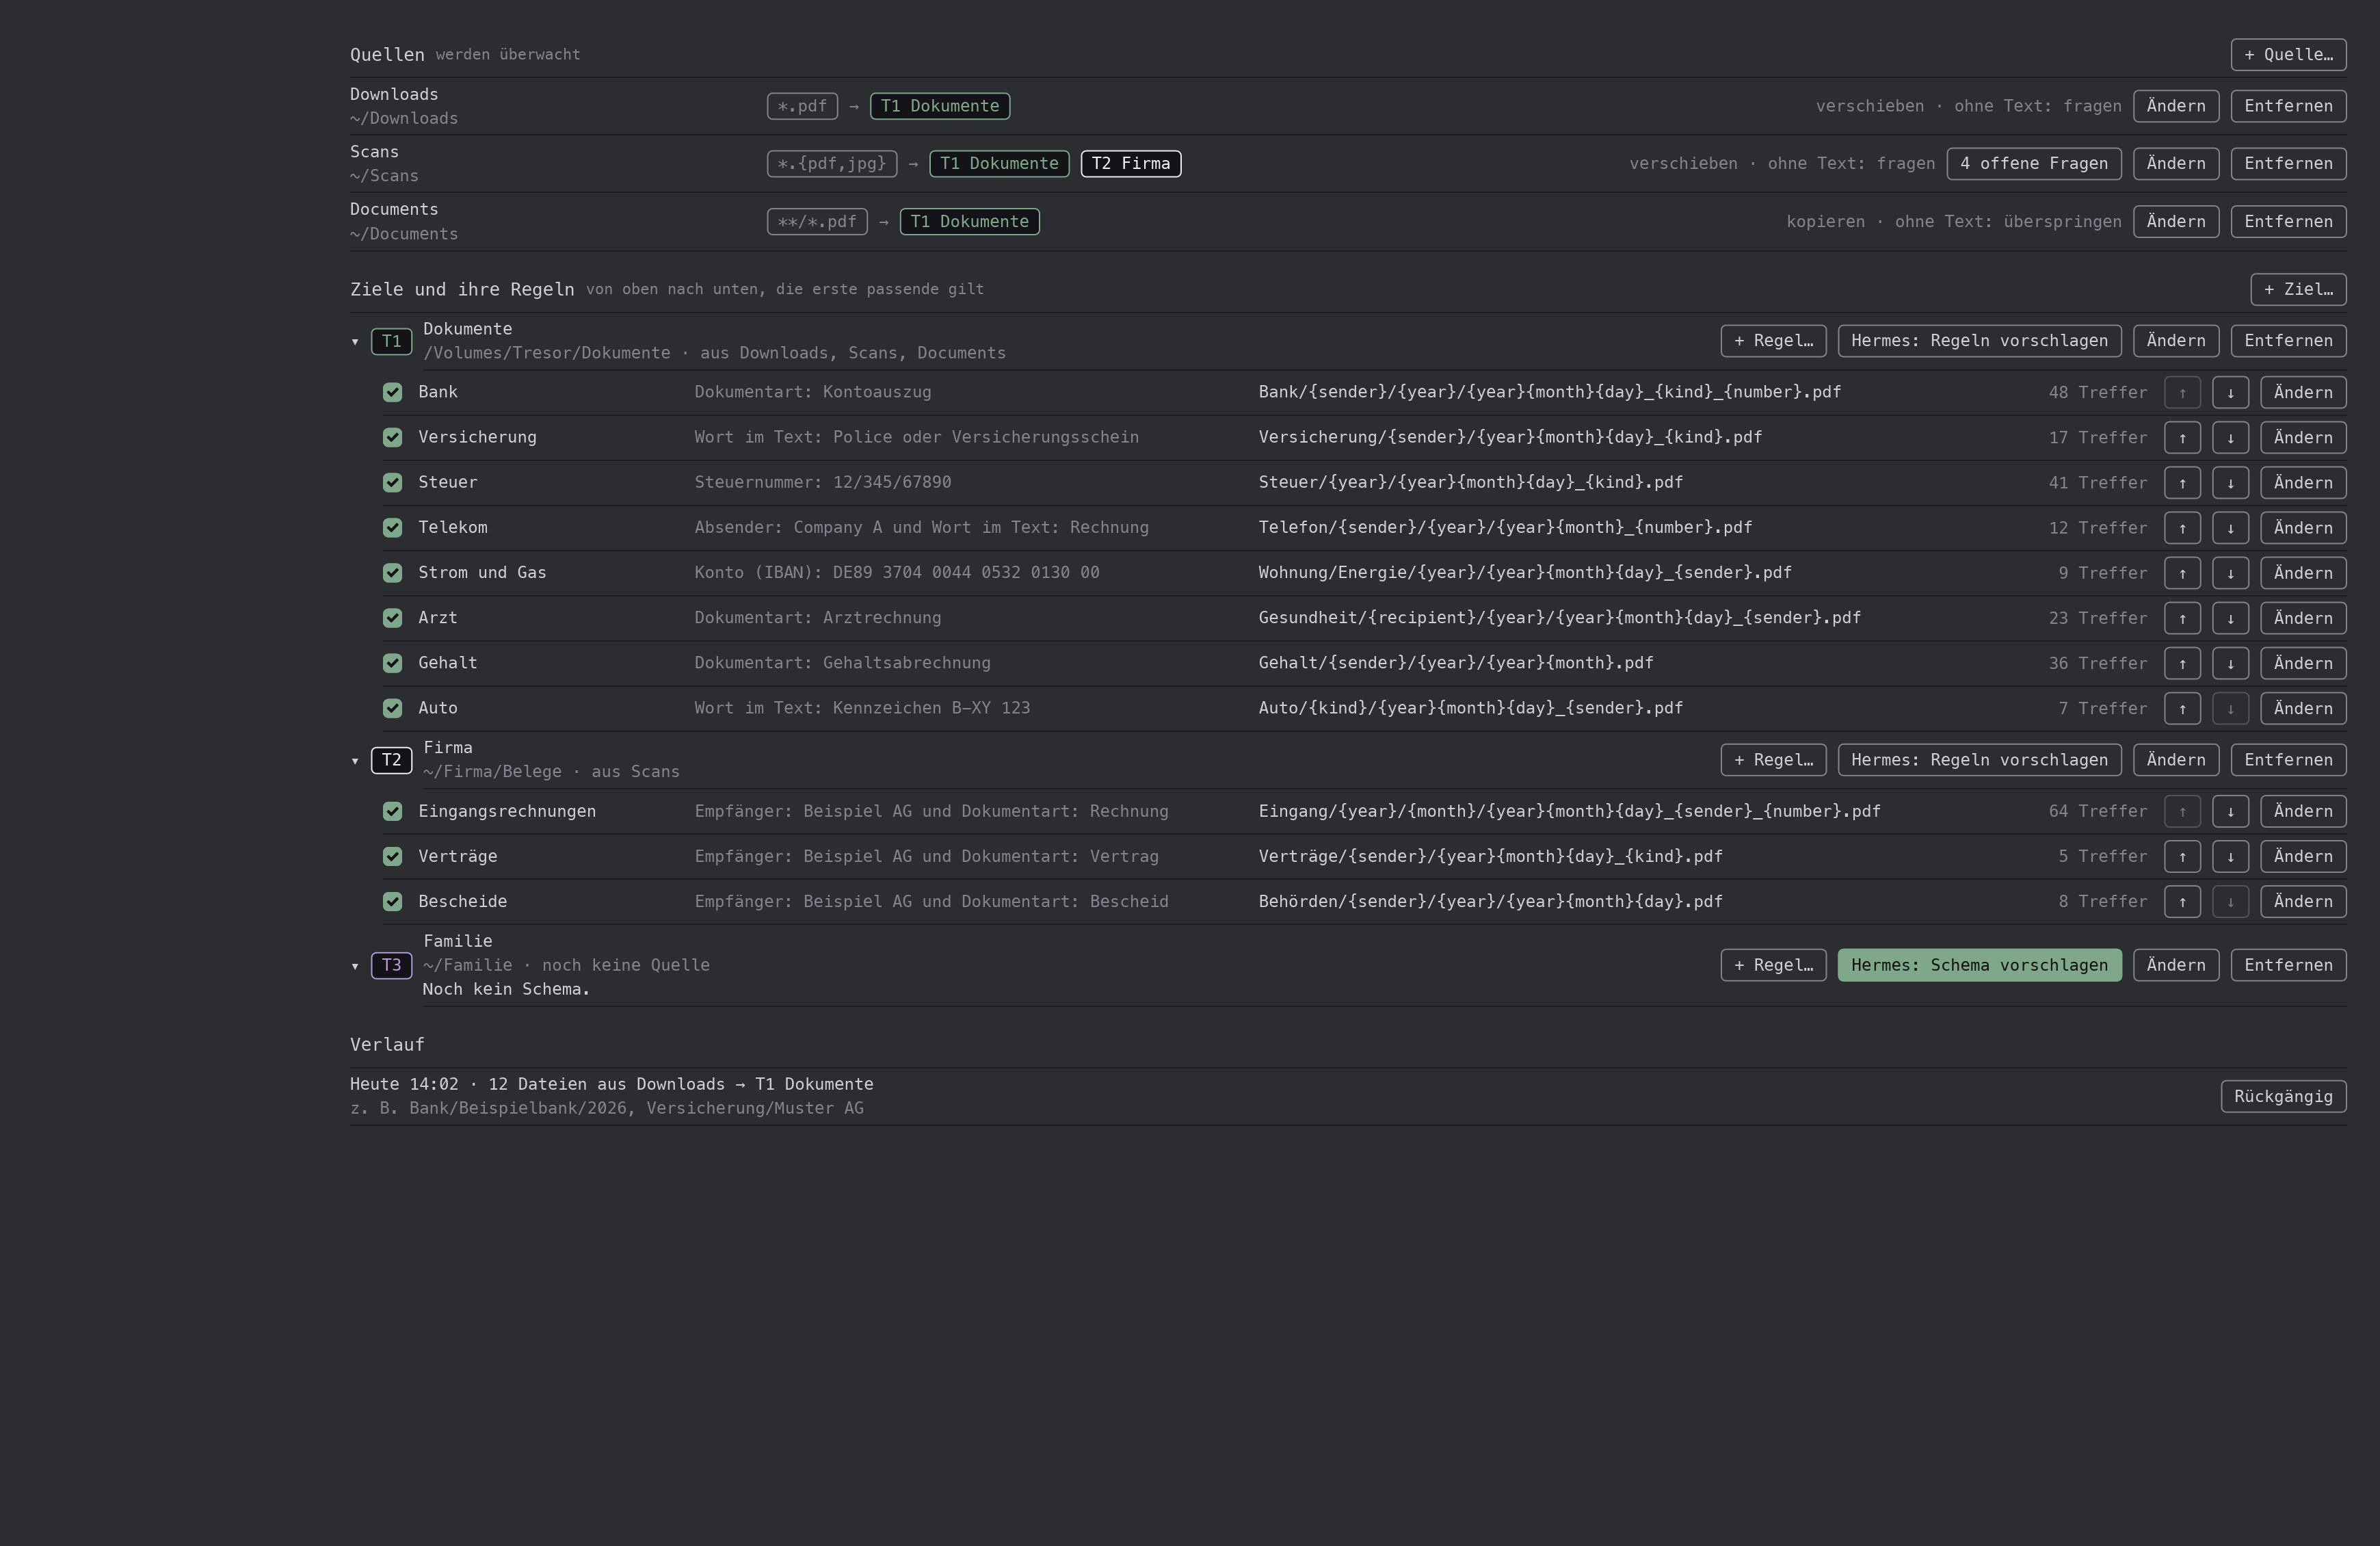 Quellen werden überwacht + Quelle…
Downloads
~/Downloads
*.pdf → T1 Dokumente verschieben · ohne Text: fragen Ändern Entfernen
Scans
~/Scans
*.{pdf,jpg} → T1 Dokumente T2 Firma verschieben · ohne Text: fragen 4 offene Fragen Ändern Entfernen
Documents
~/Documents
**/*.pdf → T1 Dokumente kopieren · ohne Text: überspringen Ändern Entfernen
Ziele und ihre Regeln von oben nach unten, die erste passende gilt + Ziel…
▾ T1 Dokumente
/Volumes/Tresor/Dokumente · aus Downloads, Scans, Documents
+ Regel… Hermes: Regeln vorschlagen Ändern Entfernen
Bank Dokumentart: Kontoauszug Bank/{sender}/{year}/{year}{month}{day}_{kind}_{number}.pdf 48 Treffer ↑ ↓ Ändern
Versicherung Wort im Text: Police oder Versicherungsschein Versicherung/{sender}/{year}{month}{day}_{kind}.pdf 17 Treffer ↑ ↓ Ändern
Steuer Steuernummer: 12/345/67890 Steuer/{year}/{year}{month}{day}_{kind}.pdf 41 Treffer ↑ ↓ Ändern
Telekom Absender: Company A und Wort im Text: Rechnung Telefon/{sender}/{year}/{year}{month}_{number}.pdf 12 Treffer ↑ ↓ Ändern
Strom und Gas Konto (IBAN): DE89 3704 0044 0532 0130 00 Wohnung/Energie/{year}/{year}{month}{day}_{sender}.pdf 9 Treffer ↑ ↓ Ändern
Arzt Dokumentart: Arztrechnung Gesundheit/{recipient}/{year}/{year}{month}{day}_{sender}.pdf 23 Treffer ↑ ↓ Ändern
Gehalt Dokumentart: Gehaltsabrechnung Gehalt/{sender}/{year}/{year}{month}.pdf 36 Treffer ↑ ↓ Ändern
Auto Wort im Text: Kennzeichen B-XY 123 Auto/{kind}/{year}{month}{day}_{sender}.pdf 7 Treffer ↑ ↓ Ändern
▾ T2 Firma
~/Firma/Belege · aus Scans
+ Regel… Hermes: Regeln vorschlagen Ändern Entfernen
Eingangsrechnungen Empfänger: Beispiel AG und Dokumentart: Rechnung Eingang/{year}/{month}/{year}{month}{day}_{sender}_{number}.pdf 64 Treffer ↑ ↓ Ändern
Verträge Empfänger: Beispiel AG und Dokumentart: Vertrag Verträge/{sender}/{year}{month}{day}_{kind}.pdf 5 Treffer ↑ ↓ Ändern
Bescheide Empfänger: Beispiel AG und Dokumentart: Bescheid Behörden/{sender}/{year}/{year}{month}{day}.pdf 8 Treffer ↑ ↓ Ändern
▾ T3 Familie
~/Familie · noch keine Quelle
Noch kein Schema.
+ Regel… Hermes: Schema vorschlagen Ändern Entfernen
Verlauf
Heute 14:02 · 12 Dateien aus Downloads → T1 Dokumente
z. B. Bank/Beispielbank/2026, Versicherung/Muster AG
Rückgängig